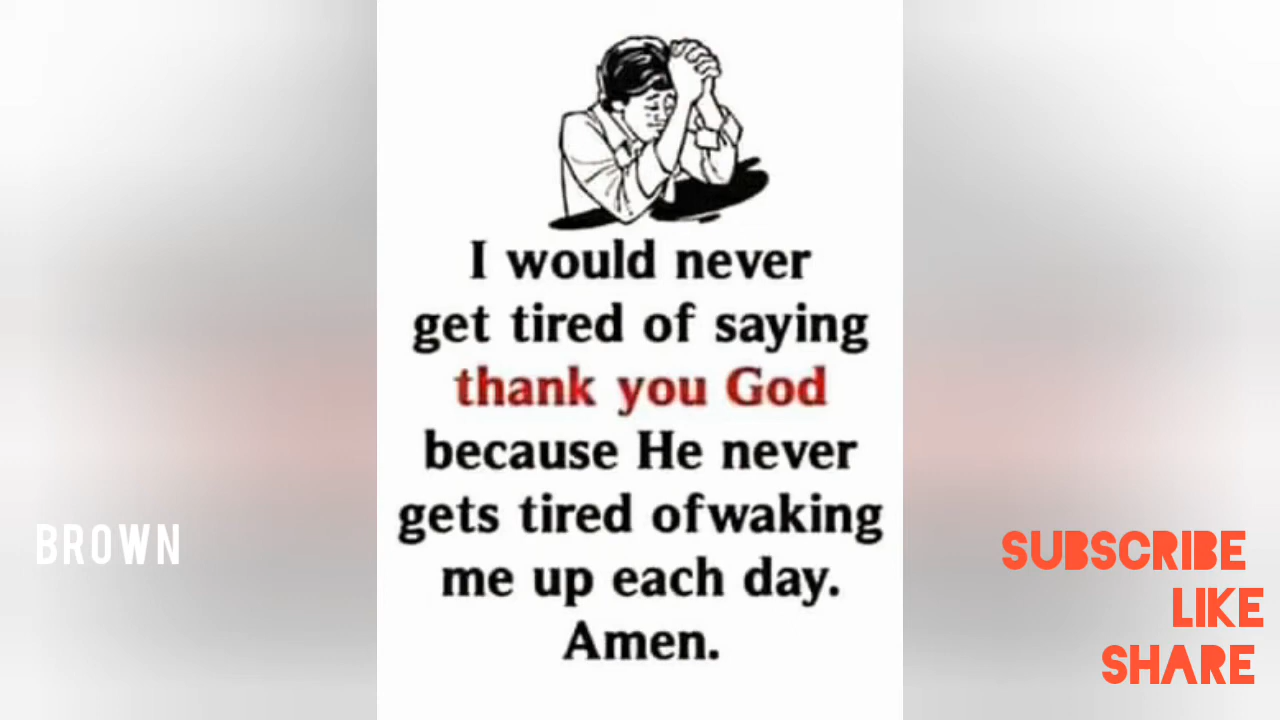 I would never
get tired of saying
thank you God
because He never
gets tired ofwaking
me up each day.
Amen.
BROWN
SUBSCRIBE
LIKE
SHARE